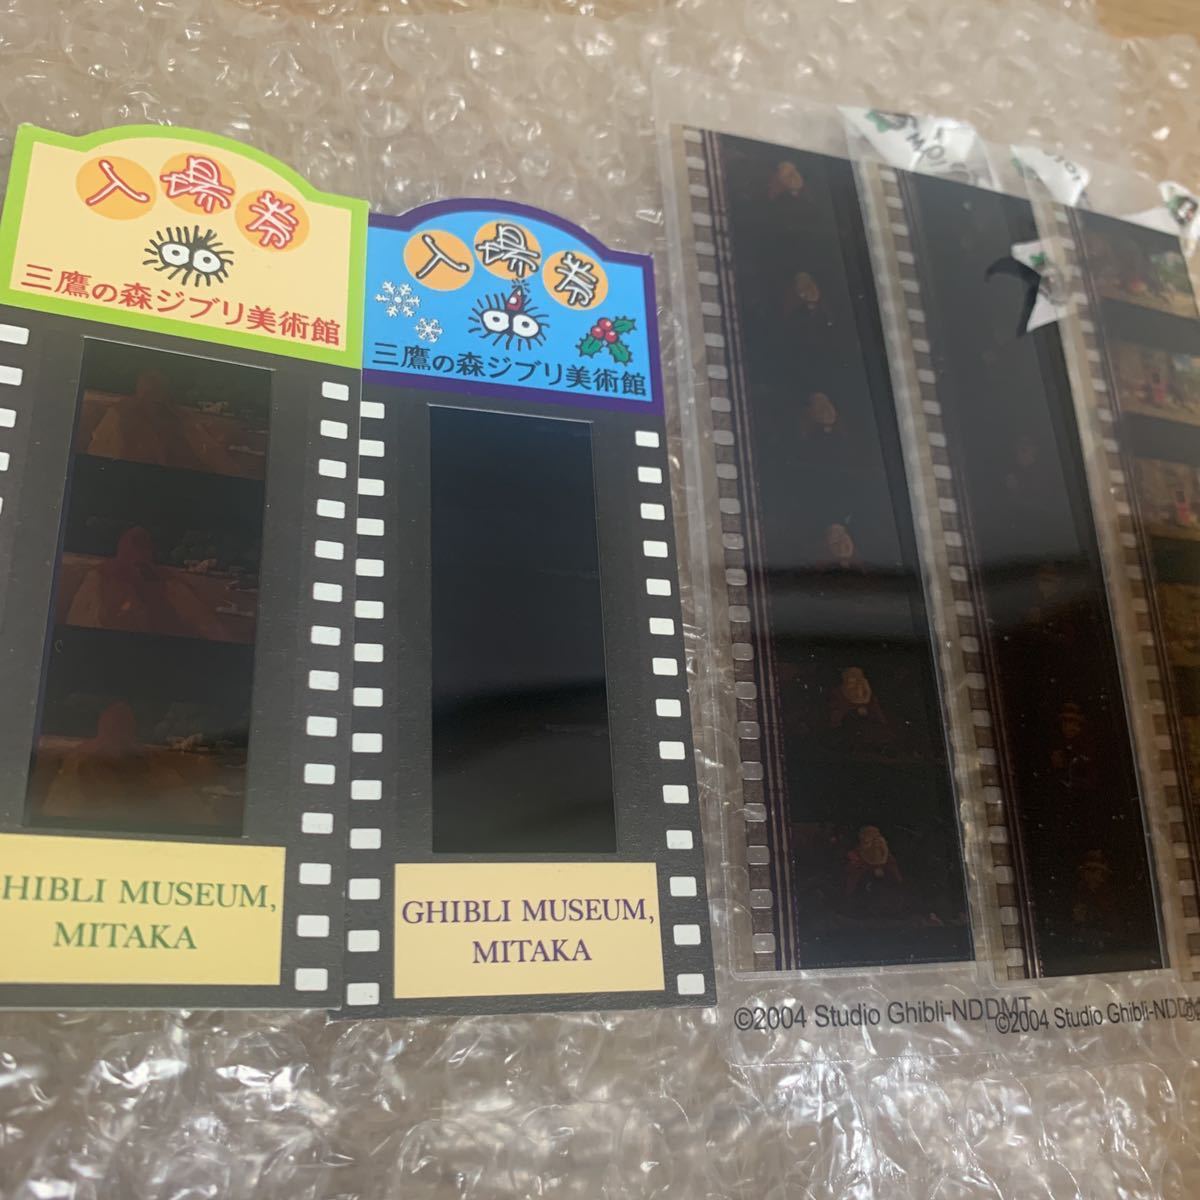 入場券
三鷹の森ジブリ美術館
HIBLI MUSEUM,
MITAKA
入場券
三鷹の森ジブリ美術館
GHIBLI MUSEUM,
MITAKA
©2004 Studio Ghibli-NDDMT
©2004 Studio Ghibli-NDD